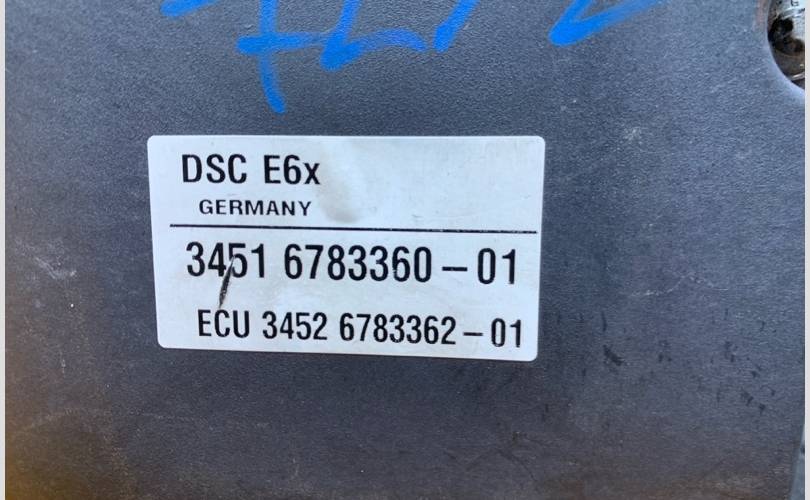 DSC E6x
GERMANY
3451 6783360-01
ECU 3452 6783362-01